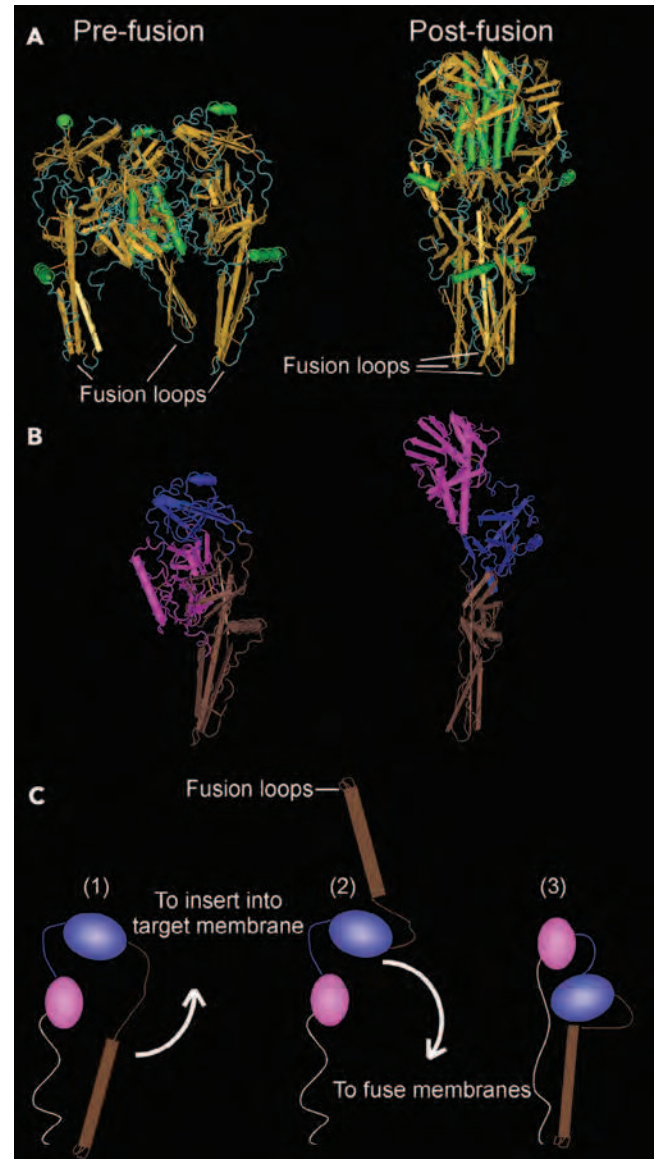 A
Pre-fusion
Post-fusion
Fusion loops
Fusion loops
B
C
Fusion loops
(1)
(2)
(3)
To insert into
target membrane
To fuse membranes